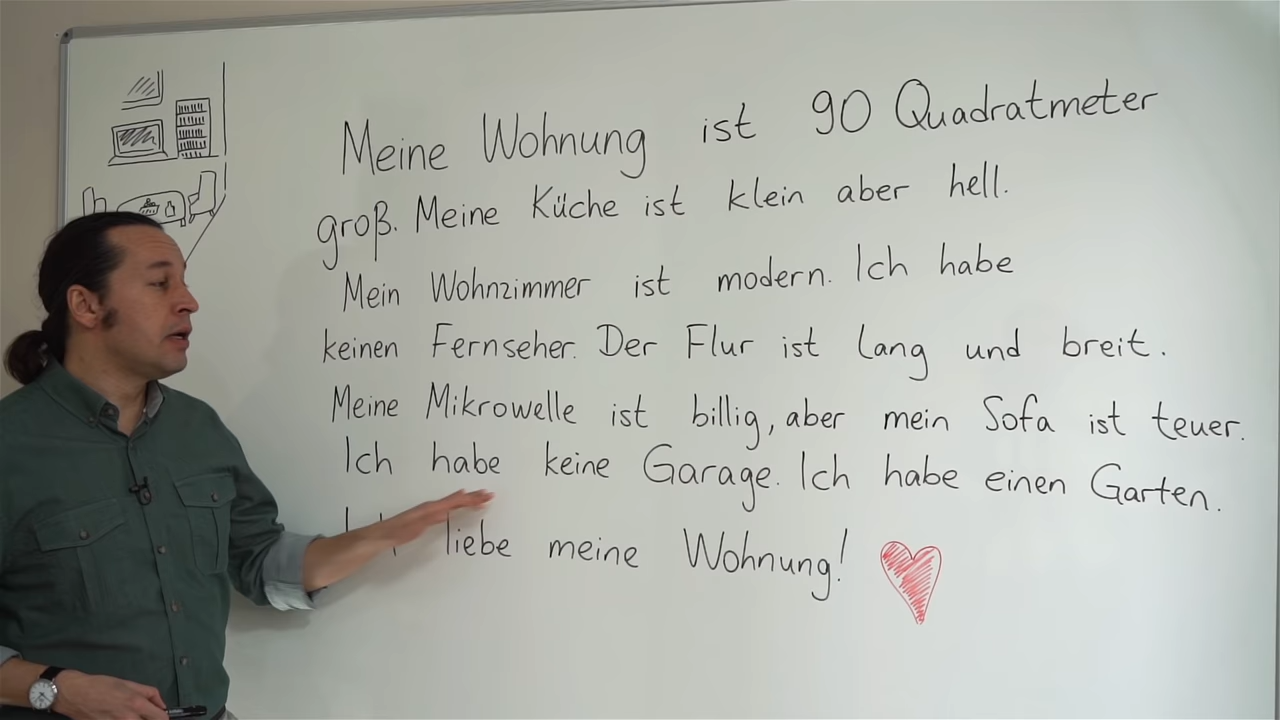 Meine Wohnung ist 90 Quadratmeter
groß. Meine Küche ist klein aber hell.
Mein Wohnzimmer ist modern. Ich habe
keinen Fernseher. Der Flur ist lang und breit.
Meine Mikrowelle ist billig, aber mein Sofa ist teuer.
Ich habe keine Garage. Ich habe einen Garten.
liebe meine Wohnung!